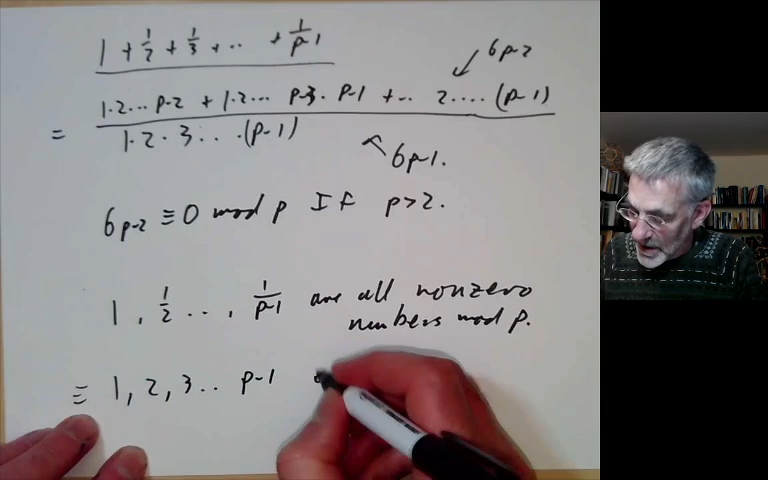 1 + 1/2 + 1/3 + .. + 1/p-1
6p-2
= 1·2... p-2 + 1·2... p-3. p-1 + .. 2.... (p-1) / 1·2·3... (p-1)
6p-1.
6p-2 ≡ 0 mod p If p>2.
1, 1/2 .. , 1/p-1 are all nonzero
numbers mod p.
≡ 1, 2, 3.. p-1